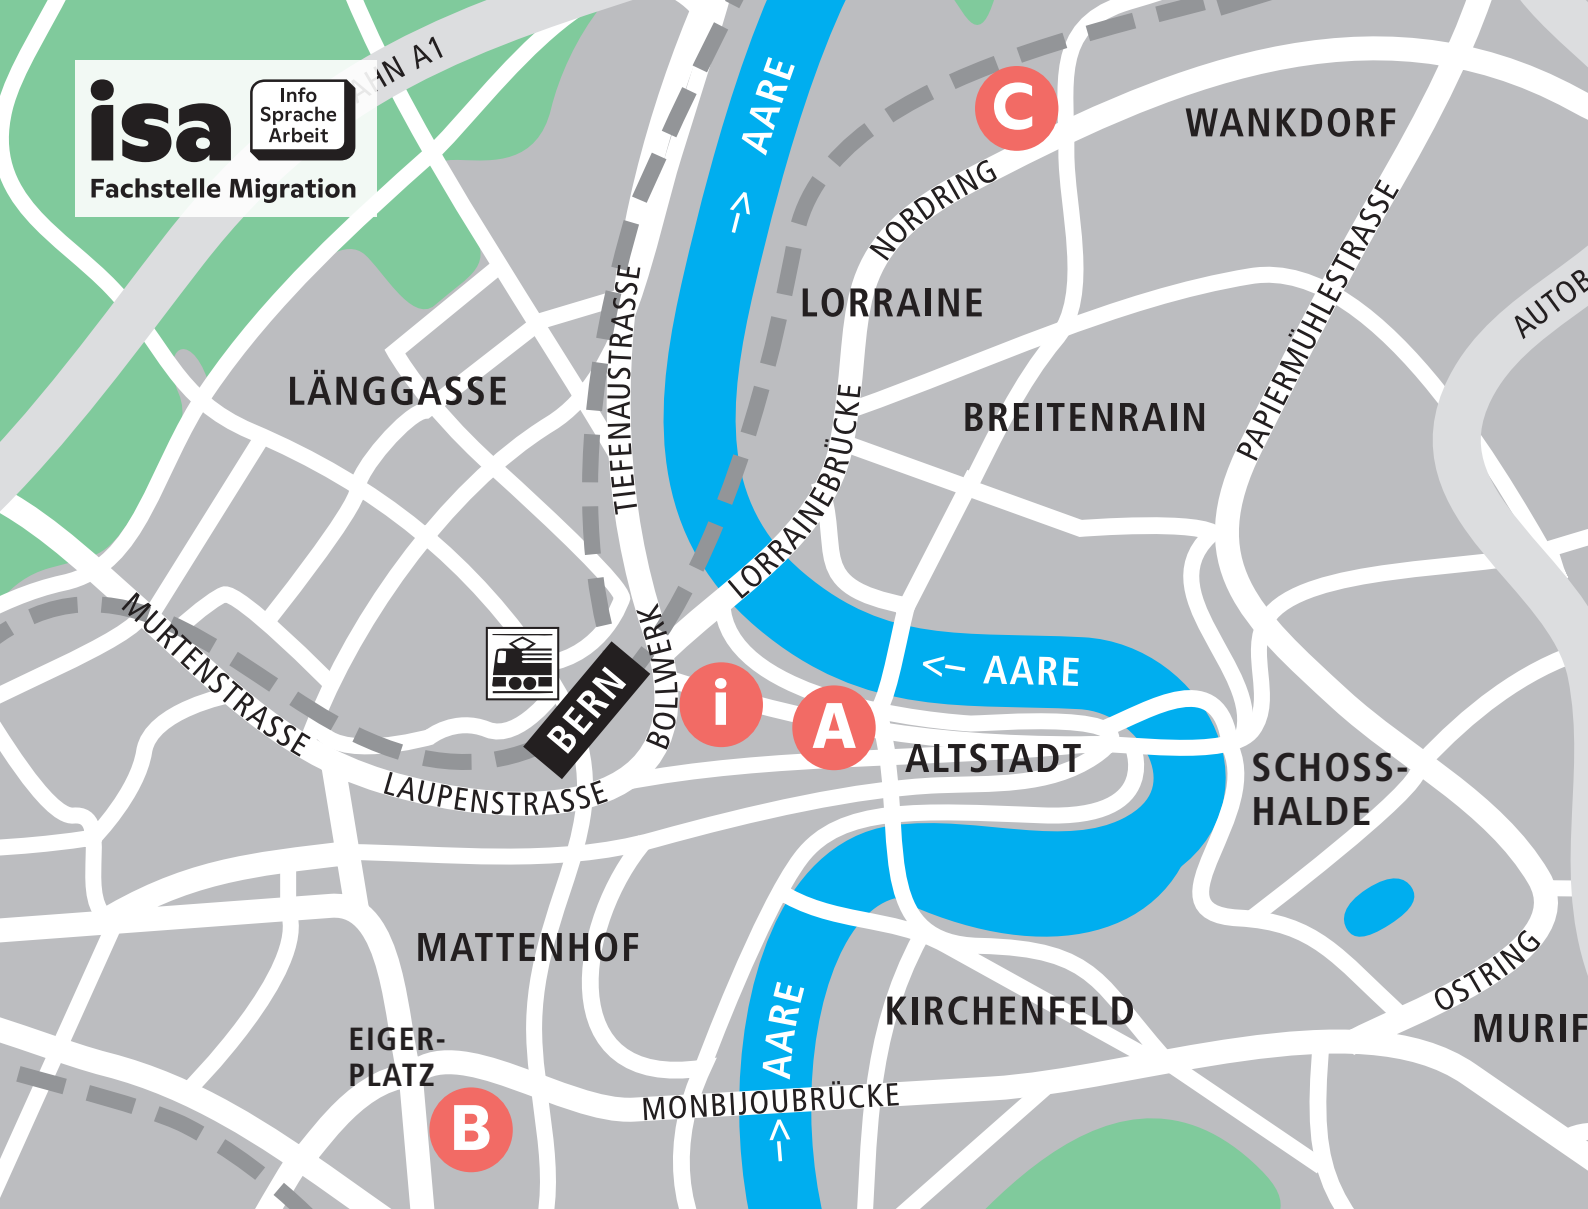 AHN A1
isa
Info
Sprache
Arbeit
Fachstelle Migration
AARE
-->
C
WANKDORF
NORDRING
LORRAINE
PAPIERMÜHLESTRASSE
AUTOB
TIEFENAUSTRASSE
LÄNGGASSE
BREITENRAIN
LORRAINEBRÜCKE
MURTENSTRASSE
BOLLWERK
BERN
i
A
<– AARE
ALTSTADT
SCHOSS-
HALDE
LAUPENSTRASSE
MATTENHOF
KIRCHENFELD
OSTRING
MURIF
EIGER-
PLATZ
B
AARE
-->
MONBIJOUBRÜCKE